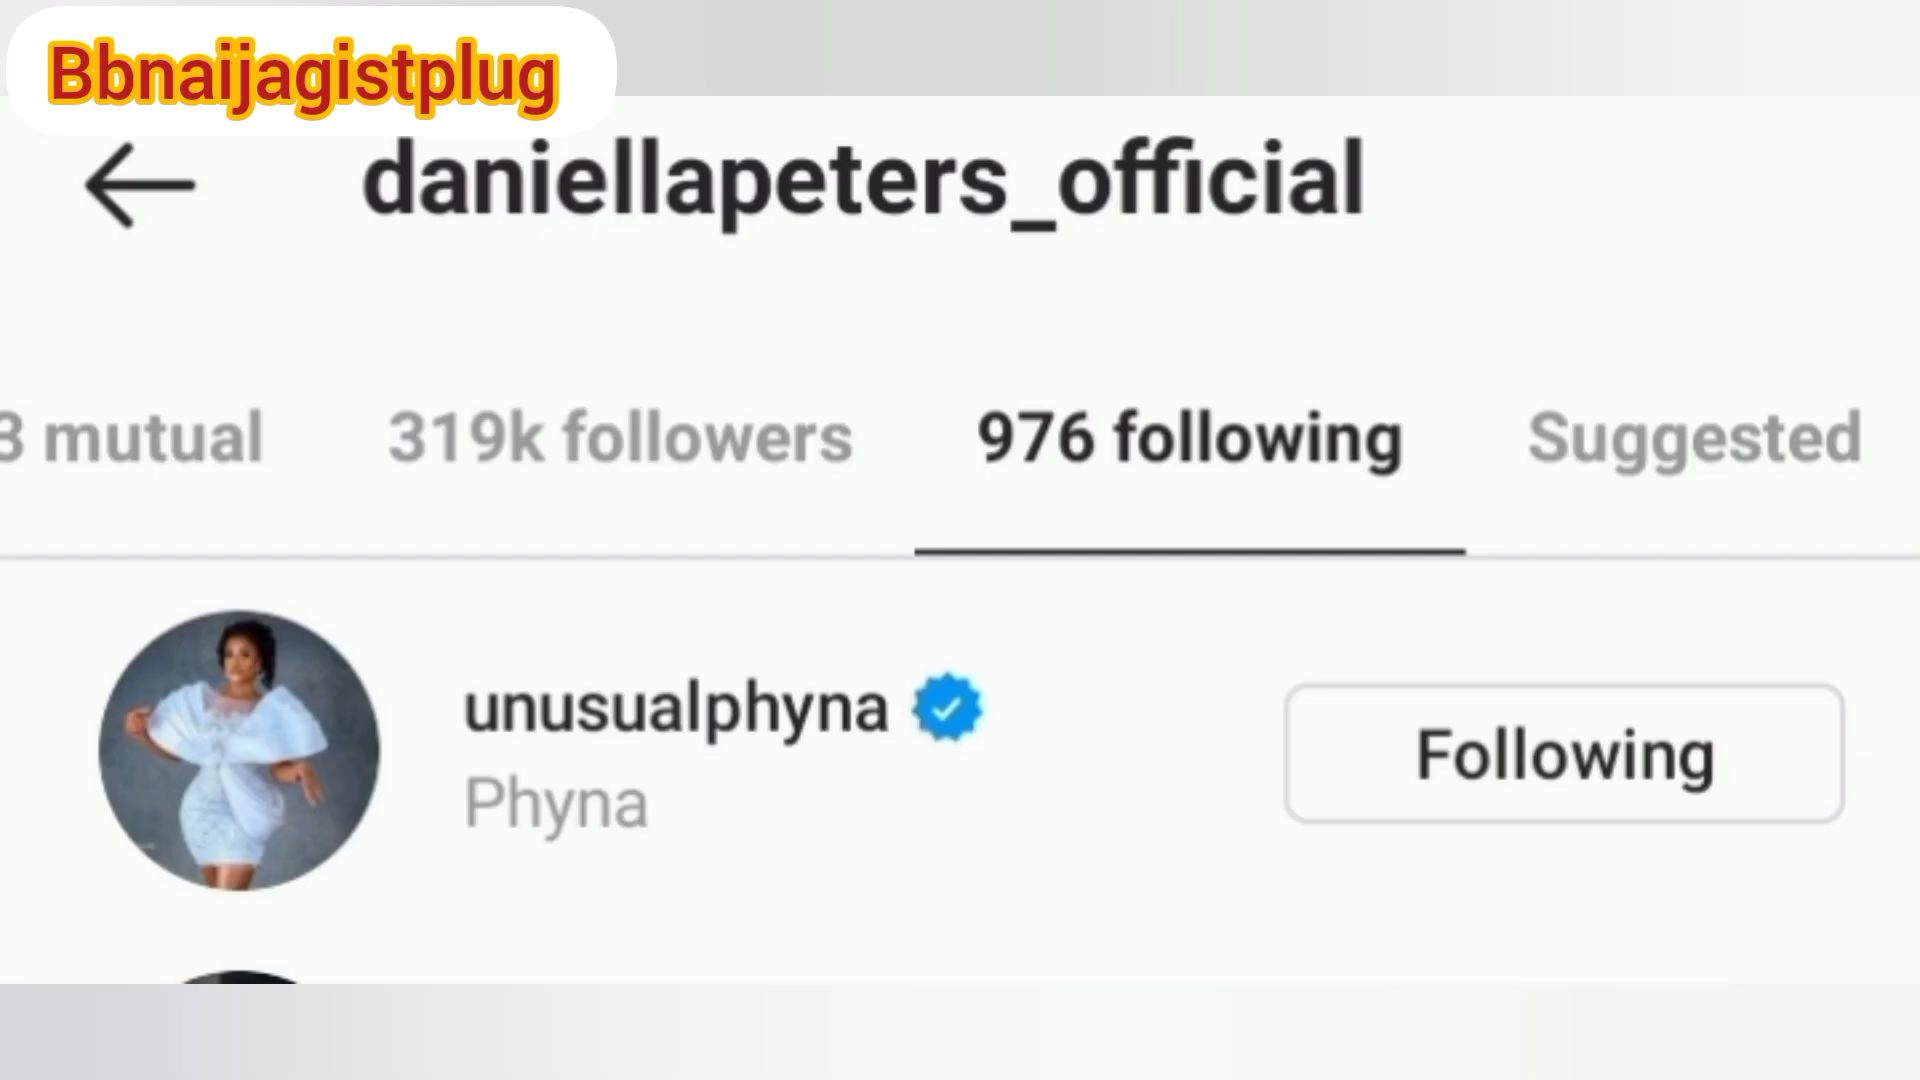 Bbnaijagistplug
daniellapeters_official
3 mutual 319k followers 976 following Suggested
unusualphyna
Phyna
Following